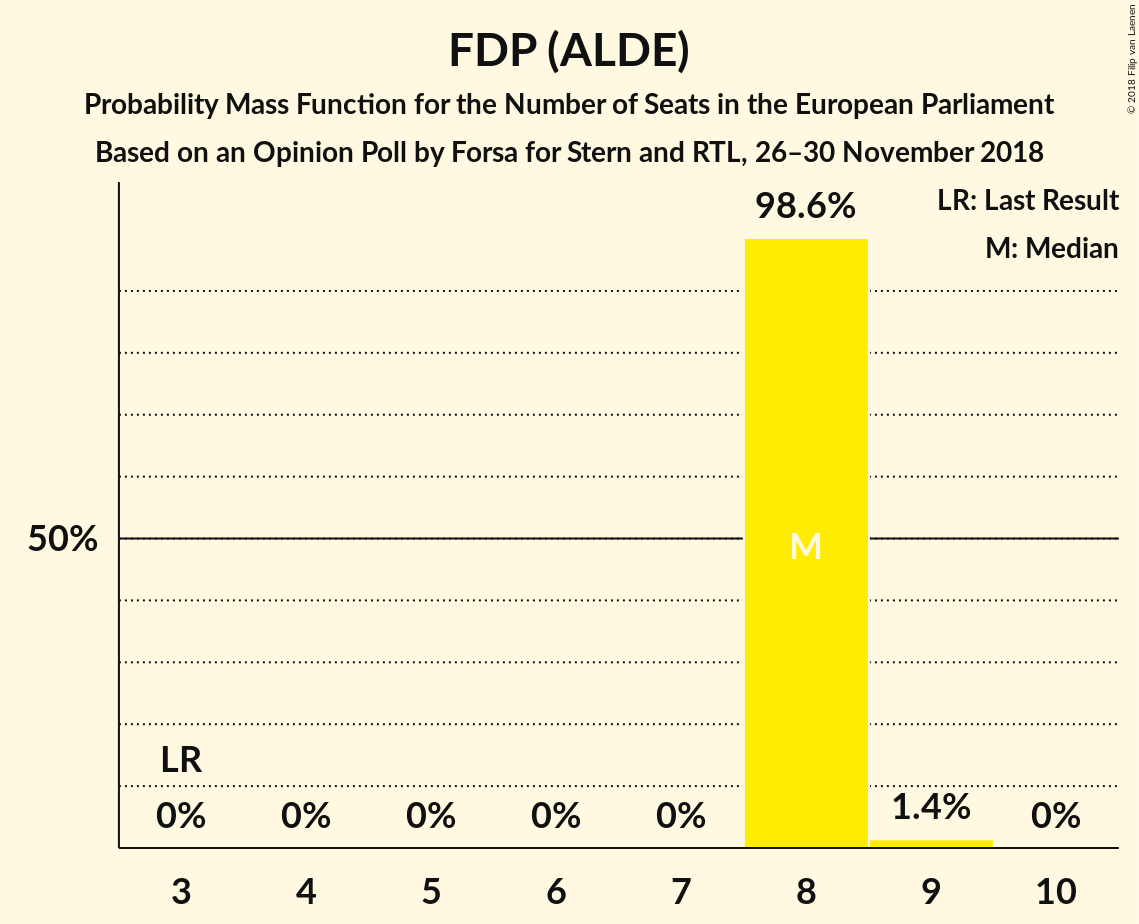 FDP (ALDE)
Probability Mass Function for the Number of Seats in the European Parliament
Based on an Opinion Poll by Forsa for Stern and RTL, 26–30 November 2018
© 2018 Filip van Laenen
98.6%
LR: Last Result
M: Median
50%
M
LR
0% 0% 0% 0% 0% 1.4% 0%
3 4 5 6 7 8 9 10